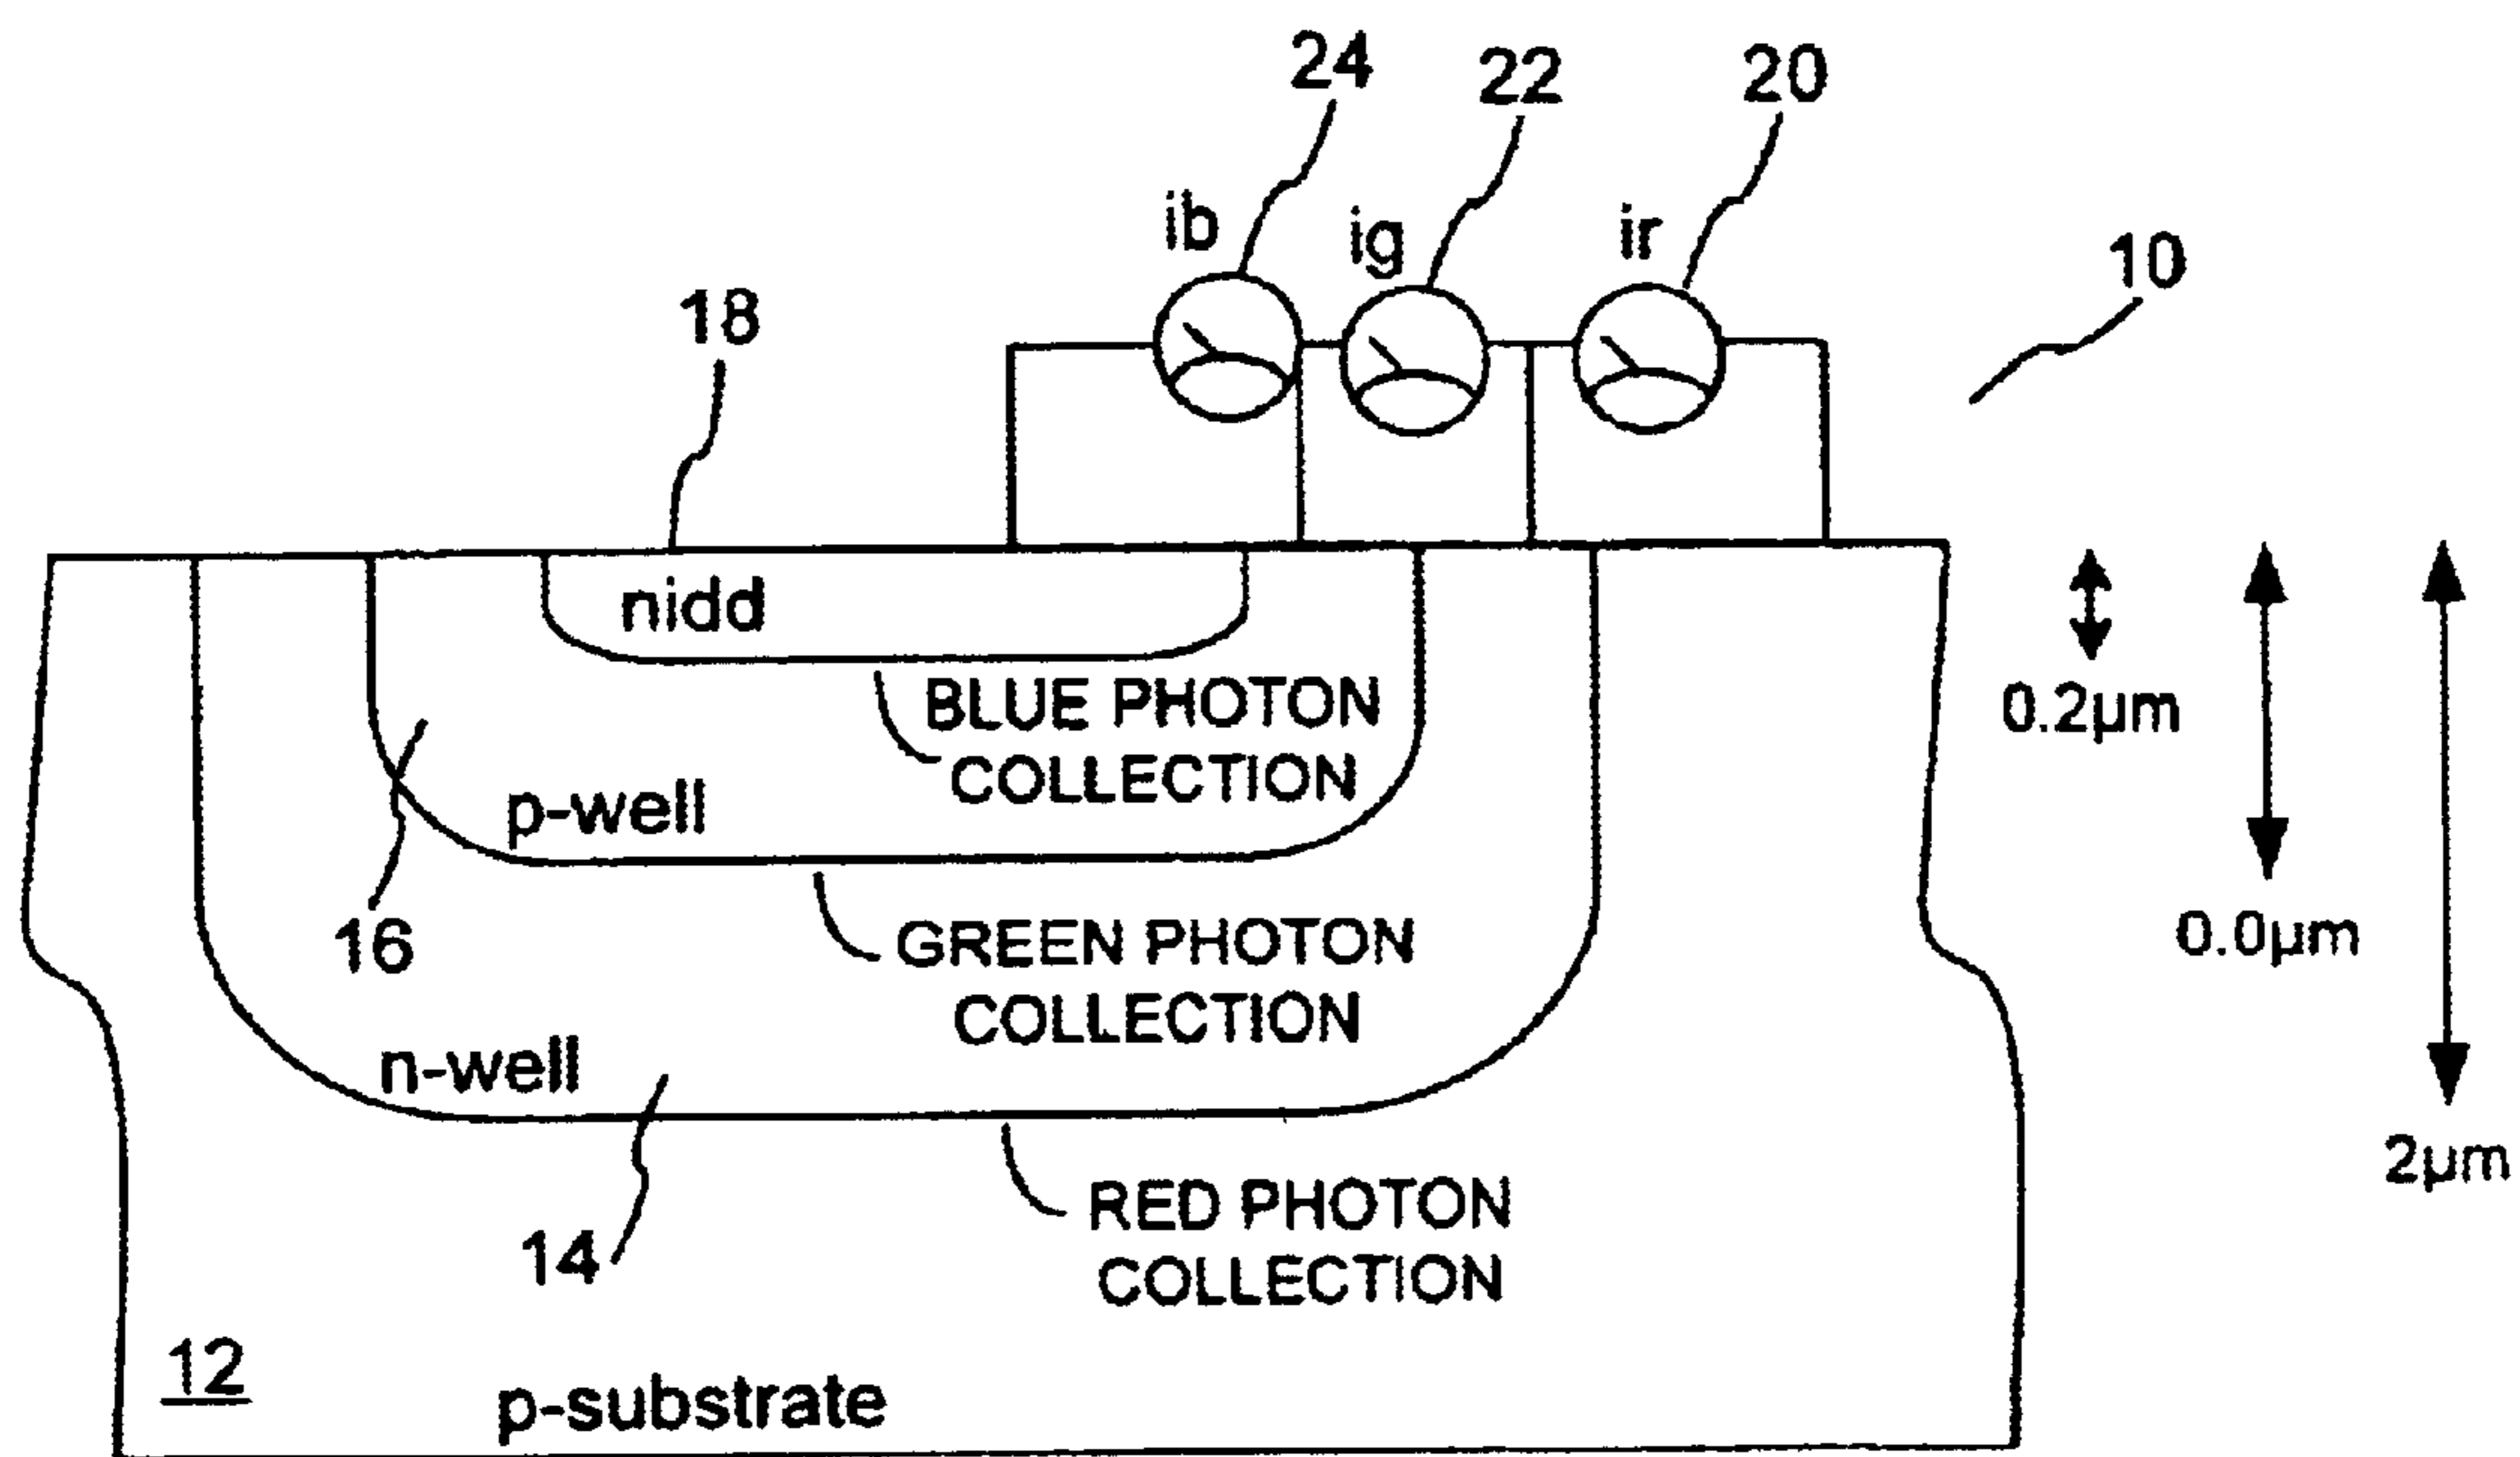 24
22
20
ib
ig
ir
10
18
nidd
0.2µm
BLUE PHOTON
COLLECTION
p-well
16
GREEN PHOTON
COLLECTION
0.0µm
n-well
2µm
14
RED PHOTON
COLLECTION
12
p-substrate